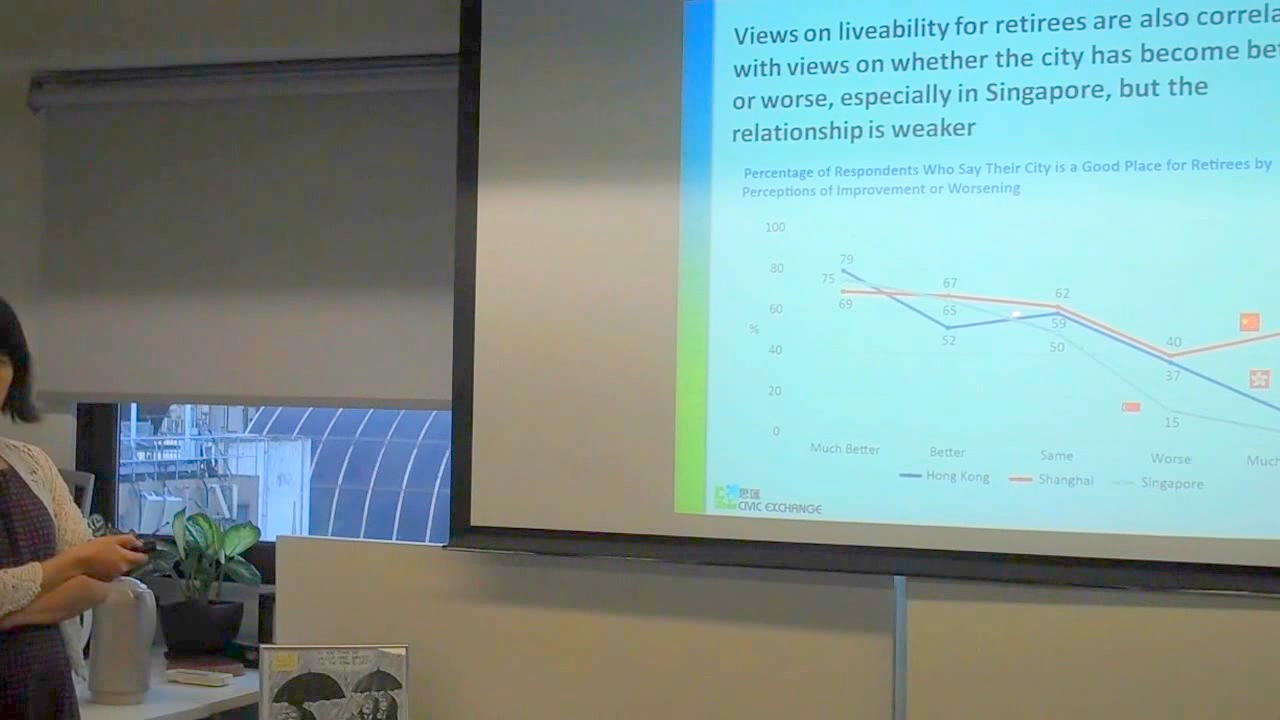 Views on liveability for retirees are also correla
with views on whether the city has become bet
or worse, especially in Singapore, but the
relationship is weaker
Percentage of Respondents Who Say Their City is a Good Place for Retirees by
Perceptions of Improvement or Worsening
100
80
60
%
40
20
0
79
75
69
67
65
52
62
59
50
40
37
15
Much Better
Better
Same
Worse
Much
Hong Kong
Shanghai
Singapore
思匯
CIVIC EXCHANGE